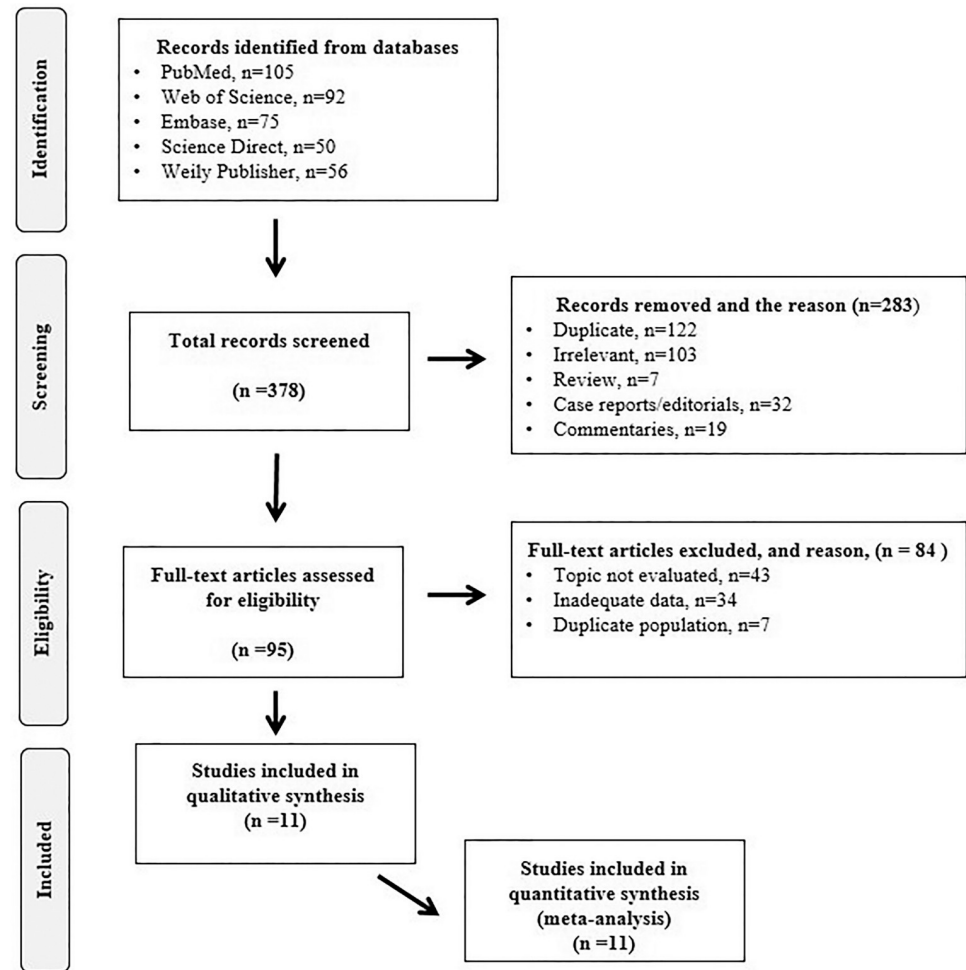 Identification
Records identified from databases
• PubMed, n=105
• Web of Science, n=92
• Embase, n=75
• Science Direct, n=50
• Weily Publisher, n=56
Screening
Total records screened
(n =378)
Records removed and the reason (n=283)
• Duplicate, n=122
• Irrelevant, n=103
• Review, n=7
• Case reports/editorials, n=32
• Commentaries, n=19
Eligibility
Full-text articles assessed
for eligibility
(n =95)
Full-text articles excluded, and reason, (n = 84 )
• Topic not evaluated, n=43
• Inadequate data, n=34
• Duplicate population, n=7
Included
Studies included in
qualitative synthesis
(n =11)
Studies included in
quantitative synthesis
(meta-analysis)
(n =11)